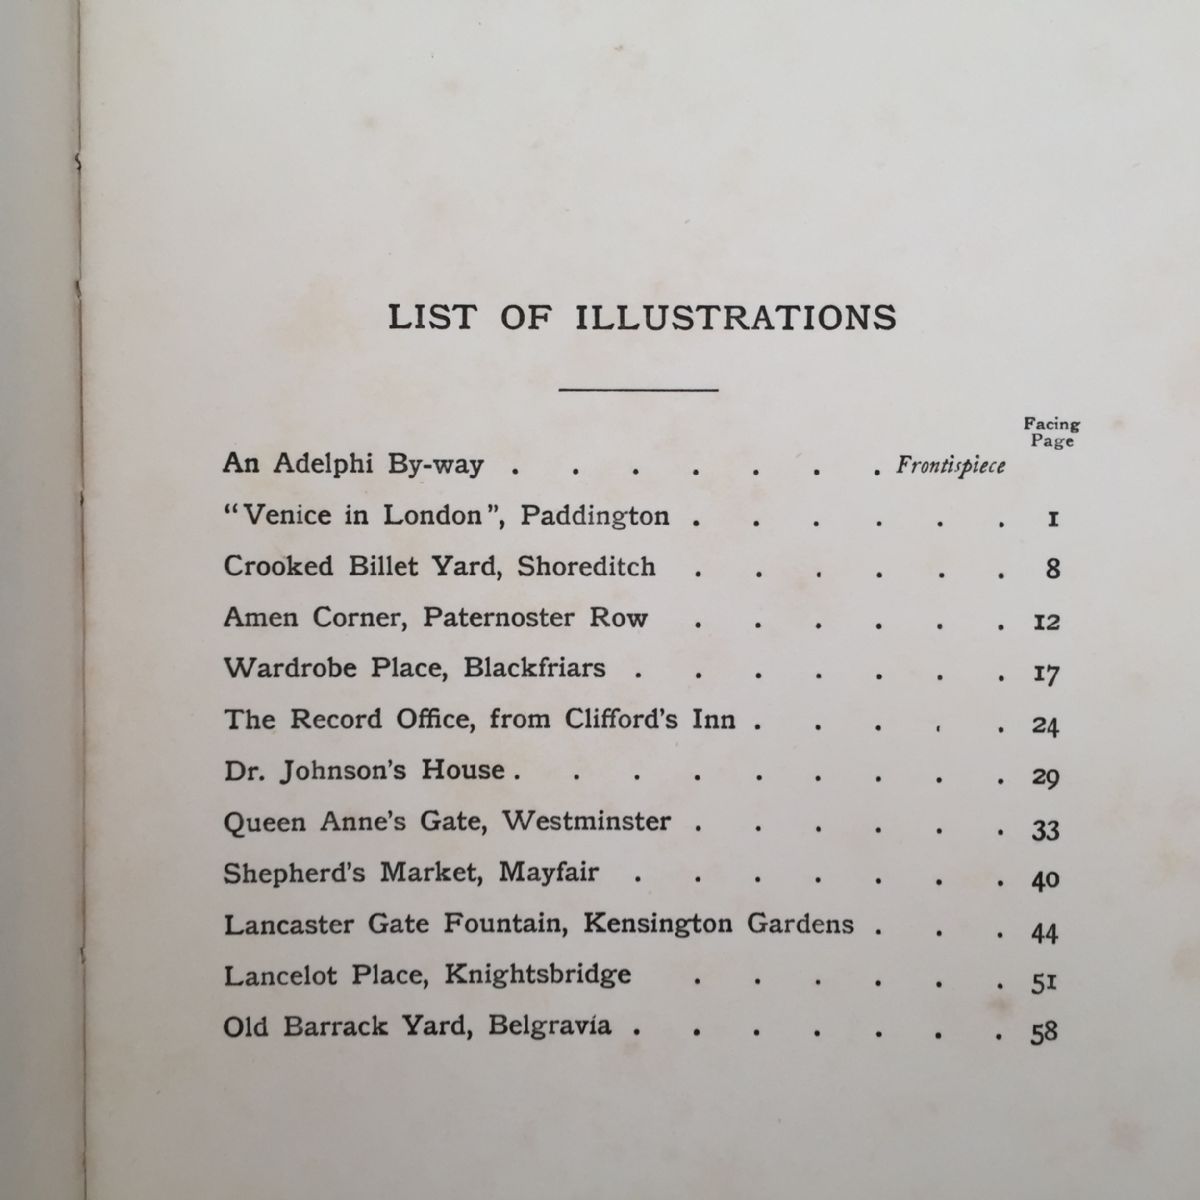 LIST OF ILLUSTRATIONS
Facing
Page
An Adelphi By-way . . . . . . . Frontispiece
“Venice in London”, Paddington . . . . . . 1
Crooked Billet Yard, Shoreditch . . . . . . 8
Amen Corner, Paternoster Row . . . . . . 12
Wardrobe Place, Blackfriars . . . . . . . 17
The Record Office, from Clifford’s Inn . . . . . 24
Dr. Johnson’s House . . . . . . . . . 29
Queen Anne’s Gate, Westminster . . . . . . 33
Shepherd’s Market, Mayfair . . . . . . . 40
Lancaster Gate Fountain, Kensington Gardens . . . 44
Lancelot Place, Knightsbridge . . . . . . 51
Old Barrack Yard, Belgravia . . . . . . . 58